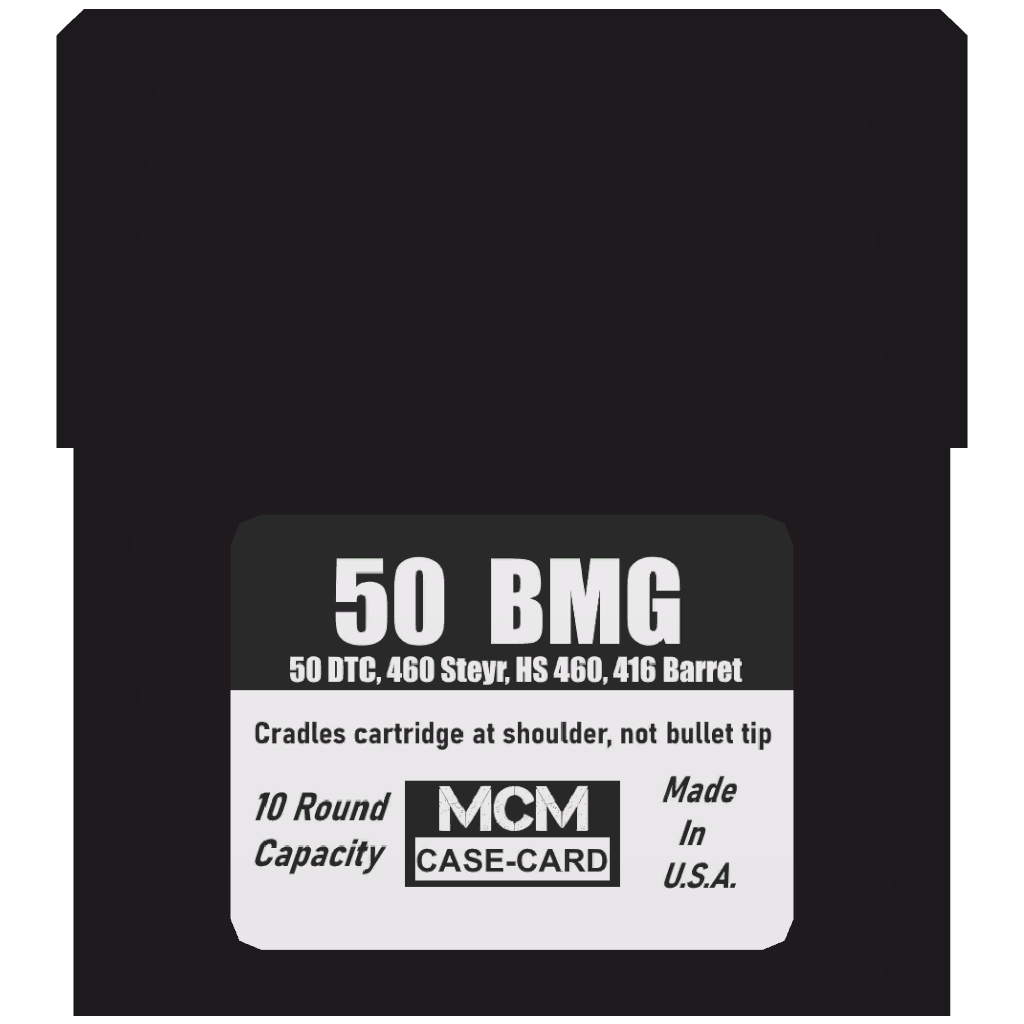 50 BMG
50 DTC, 460 Steyr, HS 460, 416 Barret
Cradles cartridge at shoulder, not bullet tip
10 Round
Capacity
MCM
CASE-CARD
Made
In
U.S.A.